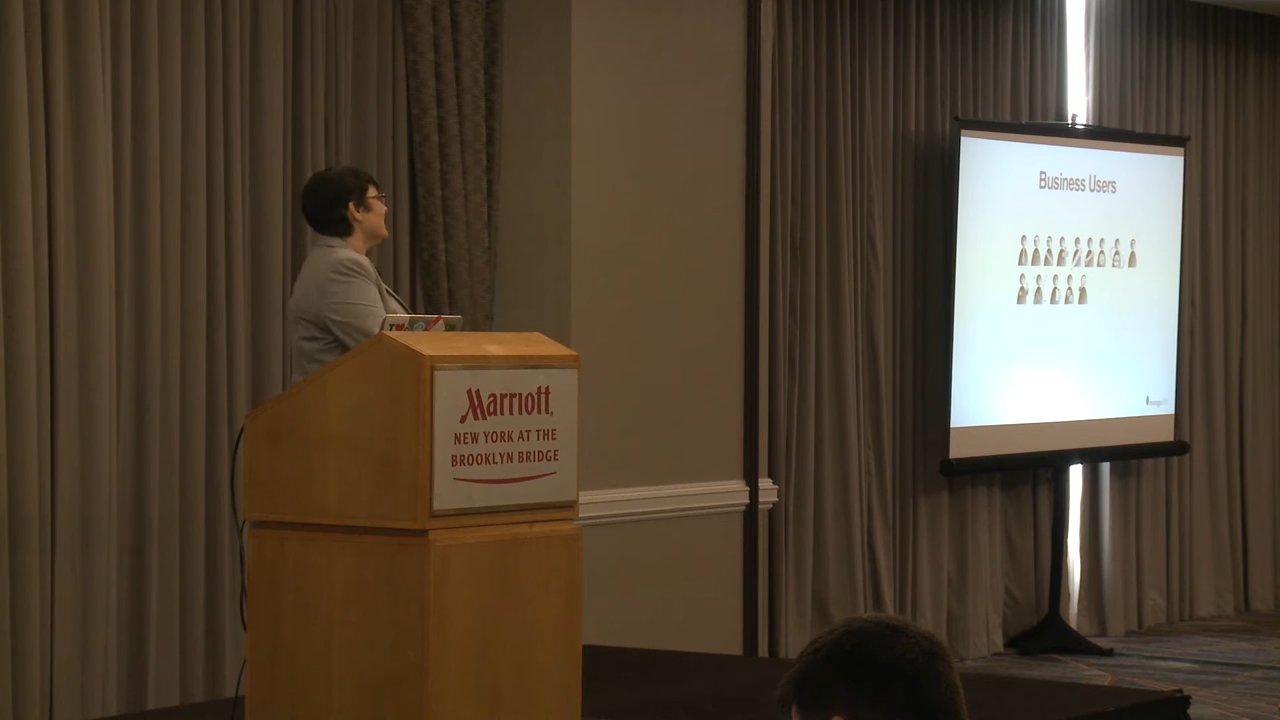 Business Users
Marriott
NEW YORK AT THE
BROOKLYN BRIDGE